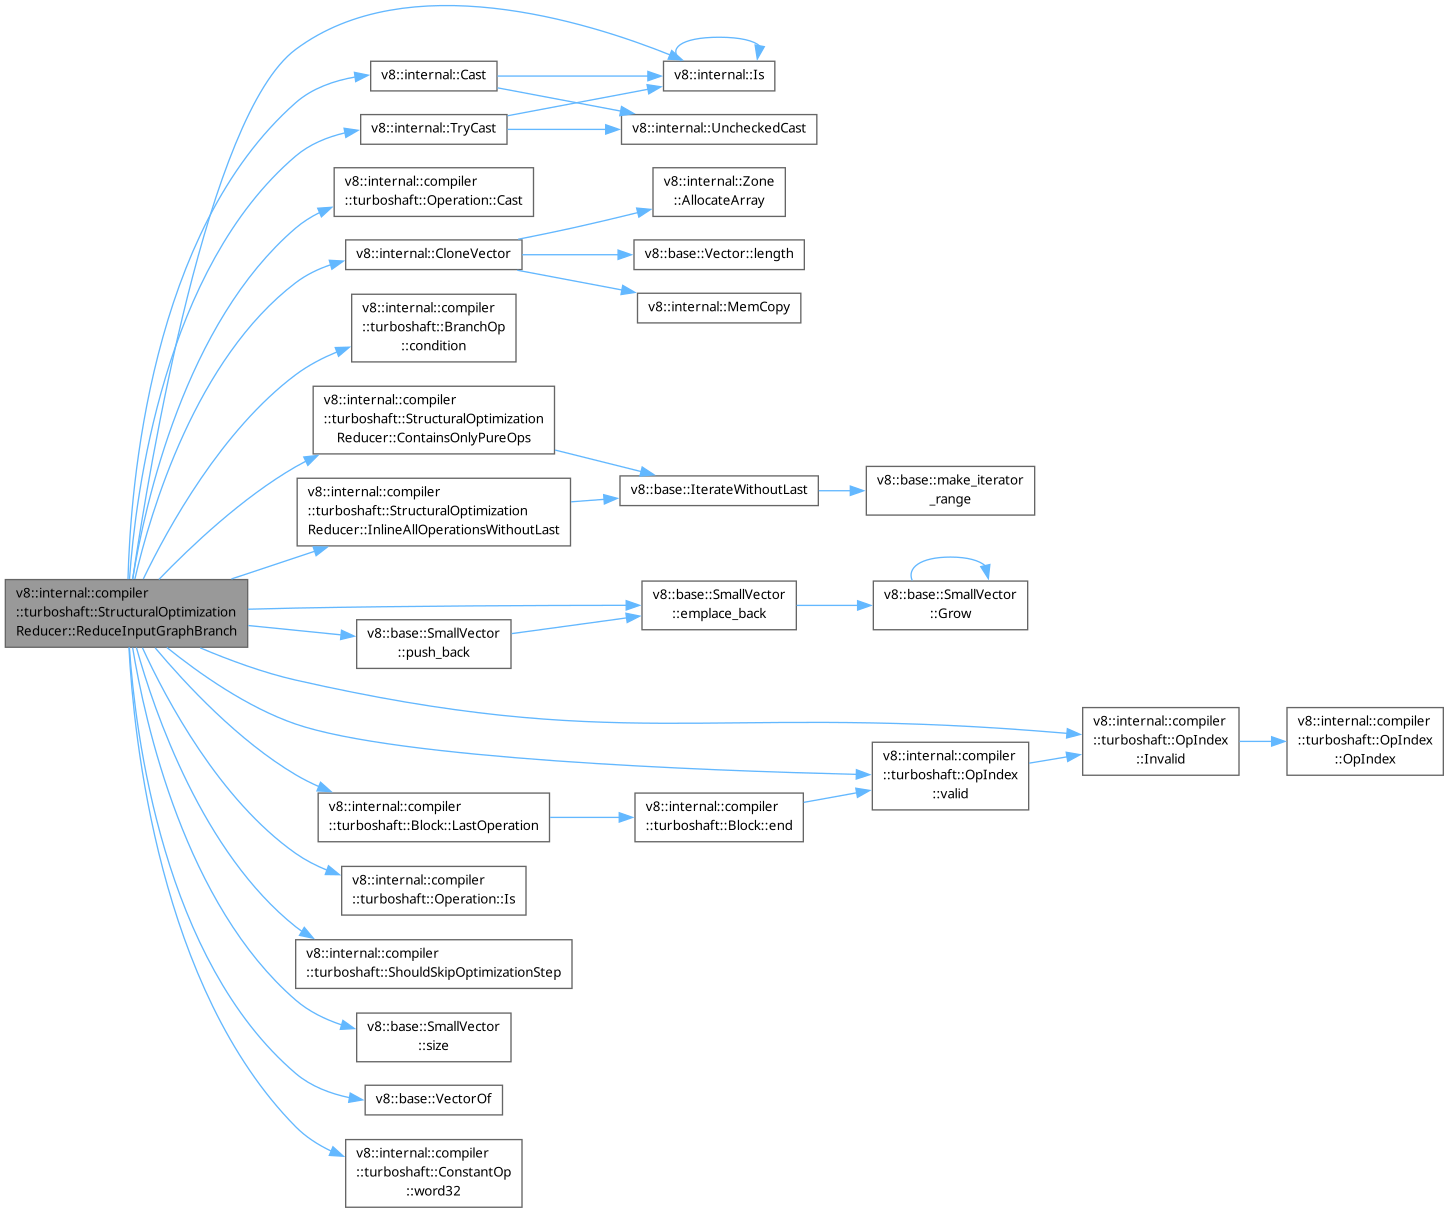 v8::internal::compiler
::turboshaft::StructuralOptimization
Reducer::ReduceInputGraphBranch
v8::internal::Cast
v8::internal::Is
v8::internal::TryCast
v8::internal::UncheckedCast
v8::internal::compiler
::turboshaft::Operation::Cast
v8::internal::CloneVector
v8::internal::Zone
::AllocateArray
v8::base::Vector::length
v8::internal::MemCopy
v8::internal::compiler
::turboshaft::BranchOp
::condition
v8::internal::compiler
::turboshaft::StructuralOptimization
Reducer::ContainsOnlyPureOps
v8::internal::compiler
::turboshaft::StructuralOptimization
Reducer::InlineAllOperationsWithoutLast
v8::base::IterateWithoutLast
v8::base::make_iterator
_range
v8::base::SmallVector
::emplace_back
v8::base::SmallVector
::Grow
v8::base::SmallVector
::push_back
v8::internal::compiler
::turboshaft::OpIndex
::Invalid
v8::internal::compiler
::turboshaft::OpIndex
::OpIndex
v8::internal::compiler
::turboshaft::OpIndex
::valid
v8::internal::compiler
::turboshaft::Block::LastOperation
v8::internal::compiler
::turboshaft::Block::end
v8::internal::compiler
::turboshaft::Operation::Is
v8::internal::compiler
::turboshaft::ShouldSkipOptimizationStep
v8::base::SmallVector
::size
v8::base::VectorOf
v8::internal::compiler
::turboshaft::ConstantOp
::word32